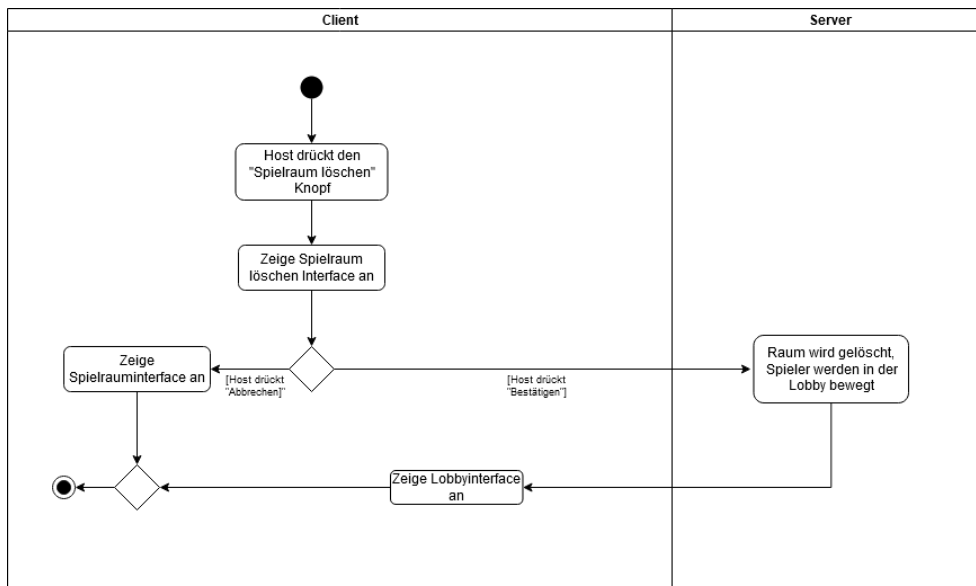 Client
Server
Host drückt den
"Spielraum löschen"
Knopf
Zeige Spielraum
löschen Interface an
Zeige
Spielrauminterface an
[Host drückt
"Abbrechen]"
[Host drückt
"Bestätigen"]
Raum wird gelöscht,
Spieler werden in der
Lobby bewegt
Zeige Lobbyinterface
an